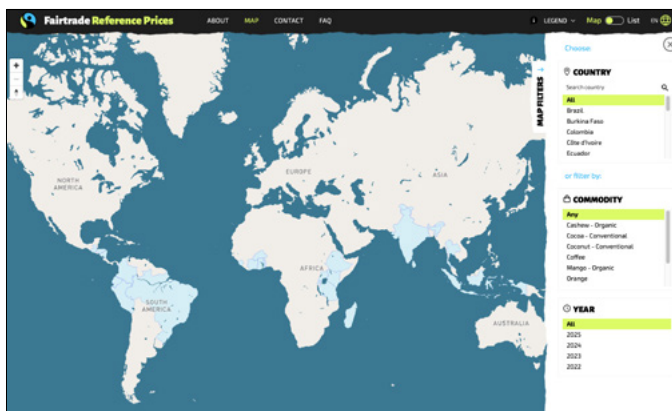 Fairtrade Reference Prices
ABOUT
MAP
CONTACT
FAQ
LEGEND
Map
List
EN
+
−
NORTH
AMERICA
EUROPE
ASIA
AFRICA
SOUTH
AMERICA
AUSTRALIA
MAP FILTERS
Choose:
COUNTRY
Search country
All
Brazil
Burkina Faso
Colombia
Côte d'Ivoire
Ecuador
or filter by:
COMMODITY
Any
Cashew - Organic
Cocoa - Conventional
Coconut - Conventional
Coffee
Mango - Organic
Orange
YEAR
All
2025
2024
2023
2022